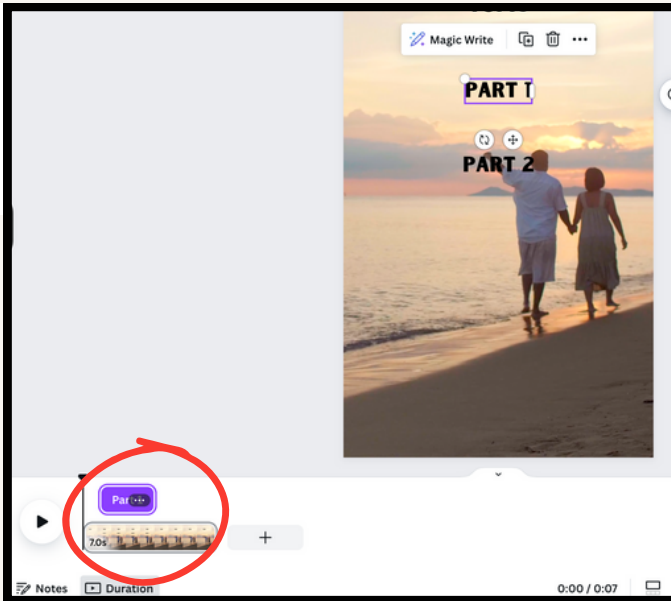 Magic Write
PART 1
PART 2
Par
7.0s
Notes
Duration
0:00 / 0:07